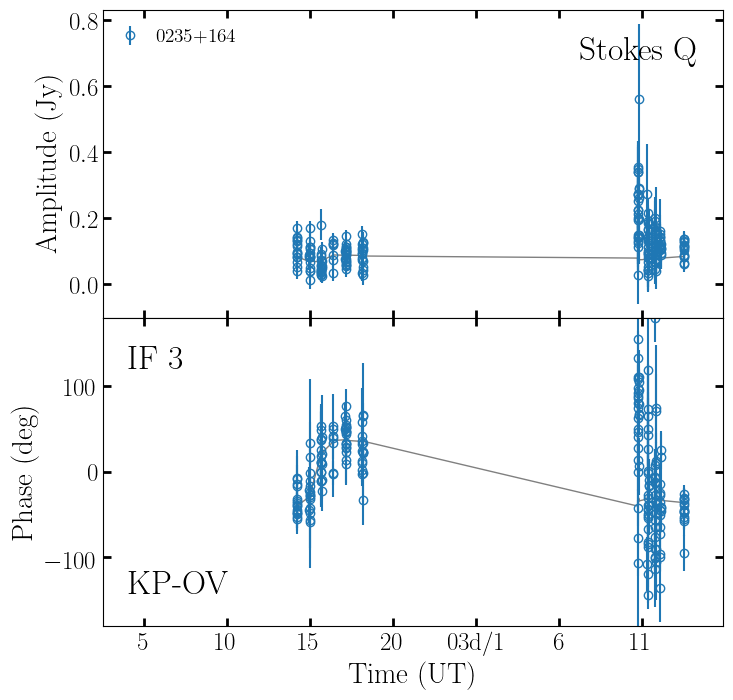 0235+164
Stokes Q
Amplitude (Jy)
0.8
0.6
0.4
0.2
0.0
IF 3
KP-OV
Phase (deg)
100
0
−100
5 10 15 20 03d/1 6 11
Time (UT)